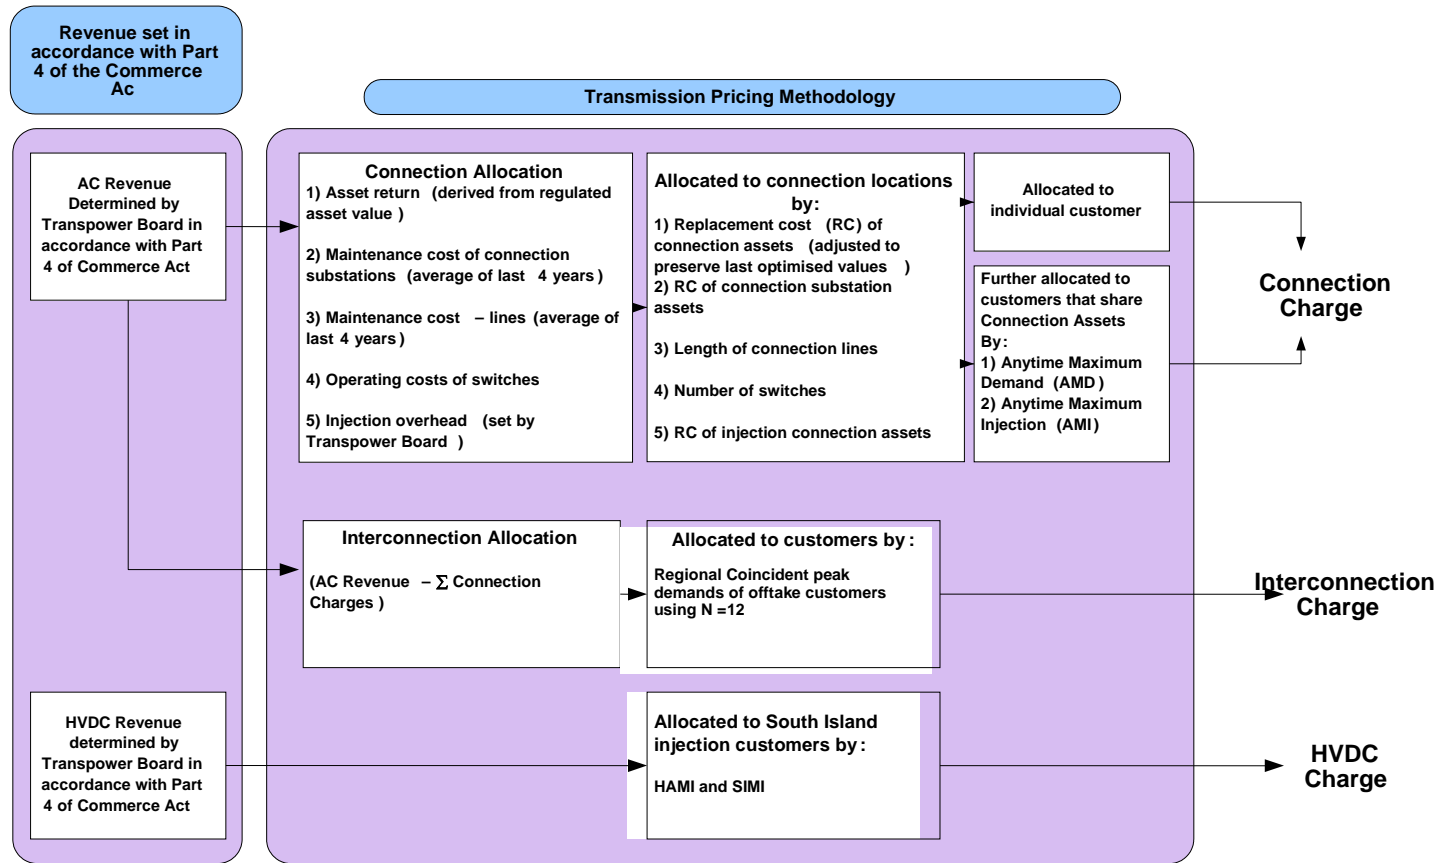 Revenue set in
accordance with Part
4 of the Commerce
Ac
Transmission Pricing Methodology
AC Revenue
Determined by
Transpower Board in
accordance with Part
4 of Commerce Act
Connection Allocation
1) Asset return (derived from regulated
asset value)
2) Maintenance cost of connection
substations (average of last 4 years)
3) Maintenance cost – lines (average of
last 4 years)
4) Operating costs of switches
5) Injection overhead (set by
Transpower Board)
Allocated to connection locations
by:
1) Replacement cost (RC) of
connection assets (adjusted to
preserve last optimised values)
2) RC of connection substation
assets
3) Length of connection lines
4) Number of switches
5) RC of injection connection assets
Allocated to
individual customer
Further allocated to
customers that share
Connection Assets
By:
1) Anytime Maximum
Demand (AMD)
2) Anytime Maximum
Injection (AMI)
Connection
Charge
Interconnection Allocation
(AC Revenue – ∑ Connection
Charges)
Allocated to customers by:
Regional Coincident peak
demands of offtake customers
using N =12
Interconnection
Charge
HVDC Revenue
determined by
Transpower Board in
accordance with Part
4 of Commerce Act
Allocated to South Island
injection customers by:
HAMI and SIMI
HVDC
Charge